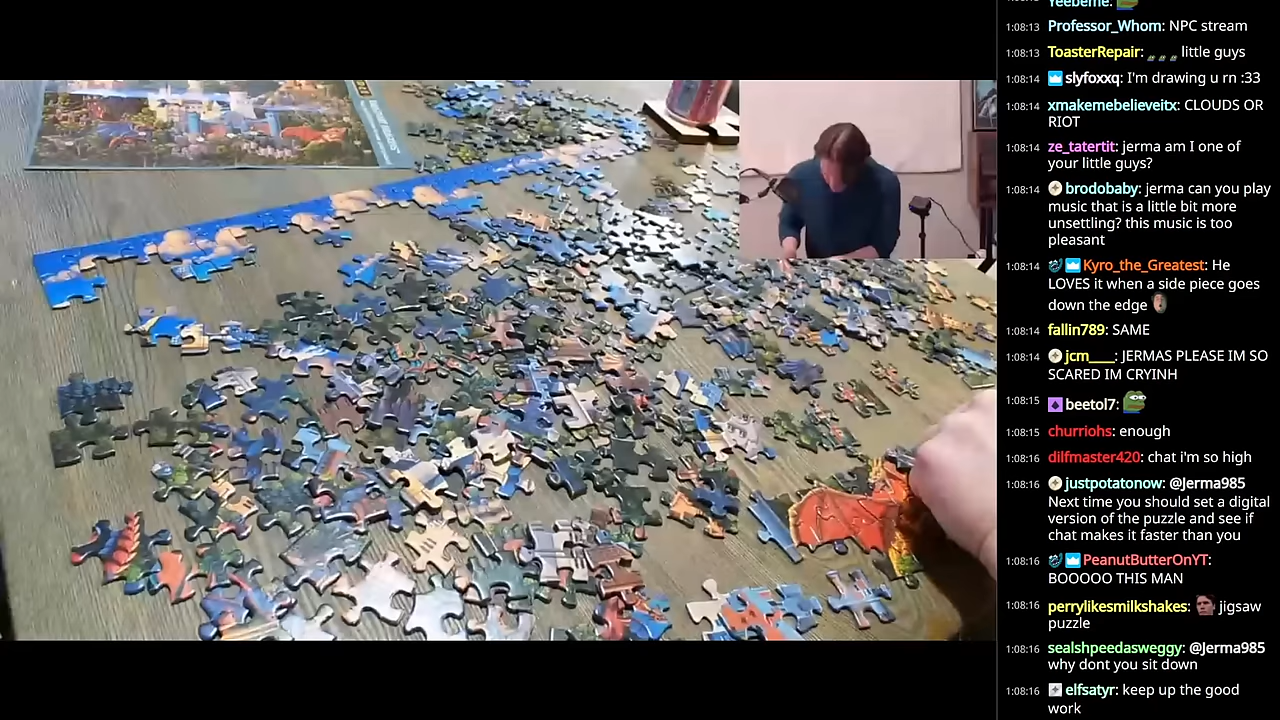 Yeebeme:
1:08:13 Professor_Whom: NPC stream
1:08:13 ToasterRepair: little guys
1:08:14 slyfoxxq: I'm drawing u rn :33
1:08:14 xmakemebelieveitx: CLOUDS OR
RIOT
1:08:14 ze_tatertit: jerma am I one of
your little guys?
1:08:14 brodobaby: jerma can you play
music that is a little bit more
unsettling? this music is too
pleasant
1:08:14 Kyro_the_Greatest: He
LOVES it when a side piece goes
down the edge
1:08:14 fallin789: SAME
1:08:14 jcm____: JERMAS PLEASE IM SO
SCARED IM CRYINH
1:08:15 beetol7:
1:08:15 churriohs: enough
1:08:16 dilfmaster420: chat i'm so high
1:08:16 justpotatonow: @Jerma985
Next time you should set a digital
version of the puzzle and see if
chat makes it faster than you
1:08:16 PeanutButterOnYT:
BOOOOO THIS MAN
1:08:16 perrylikesmilkshakes: jigsaw
puzzle
1:08:16 sealshpeedasweggy: @Jerma985
why dont you sit down
1:08:16 elfsatyr: keep up the good
work